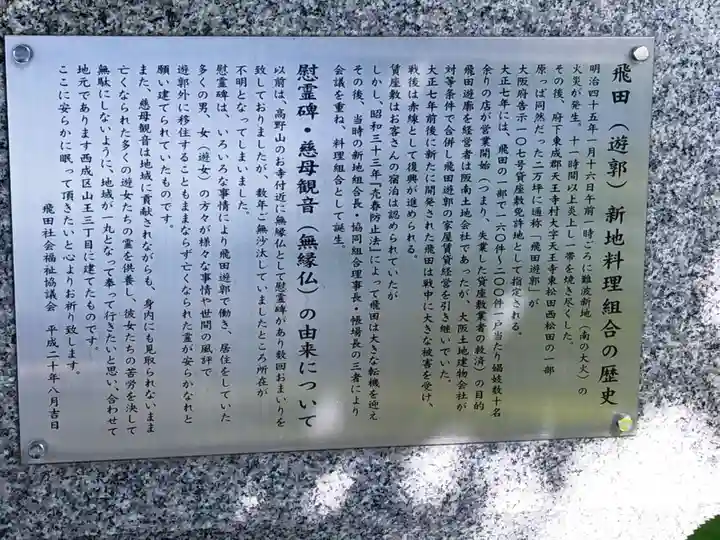 飛田(遊郭)新地料理組合の歴史
明治四十五年一月十六日午前一時ごろに難波新地(南の大火)の
火災が発生。十一時間以上炎上し一帯を焼き尽くした。
その後、府下東成郡天王寺村大字天王寺東松田西松田の一部
原っぱ同然だった二万坪に通称「飛田遊郭」が
大阪府告示一〇七号貸座敷免許地として指定される。
大正七年には、飛田の一部で一六〇件～二〇〇件一戸当たり娼妓数十名
余りの店が営業開始(つまり、失業した貸座敷業者の救済)の目的
飛田遊廓を経営者は阪南土地会社であったが、大阪土地建物会社が
対等条件で合併し飛田遊郭の家屋賃貸経営を引き継いでいた。
大正七年前後に新たに開発された飛田は戦中に大きな被害を受け、
戦後は赤線として復興が進められる。
貸座敷はお客さんの宿泊は認められていたが
しかし、昭和三十三年『売春防止法』によって飛田は大きな転機を迎え
その後、当時の新地組合長・協同組合理事長・帳場長の三者により
会議を重ね、料理組合として誕生。
慰霊碑・慈母観音(無縁仏)の由来について
以前は、高野山のお寺付近に無縁仏として慰霊碑があり数回おまいりを
致しておりましたが、数年ご無沙汰していましたところ所在が
不明となってしまいました。
慰霊碑は、いろいろな事情により飛田遊郭で働き、居住をしていた
多くの男、女(遊女)の方々が様々な事情や世間の風評で
遊郭外に移住することもままならず亡くなられた霊が安らかなれと
願い建てられていたものです。
また、慈母観音は地域に貢献されながらも、身内にも見取られないまま
亡くなられた多くの遊女たちの霊を供養し、彼女たちの苦労を決して
無駄にしないように、地域が一丸となって奉って行きたいと思い、合わせて
地元であります西成区山王三丁目に建てたものです。
ここに安らかに眠って頂きたいと心よりお祈り致します。
飛田社会福祉協議会 平成二十年八月吉日